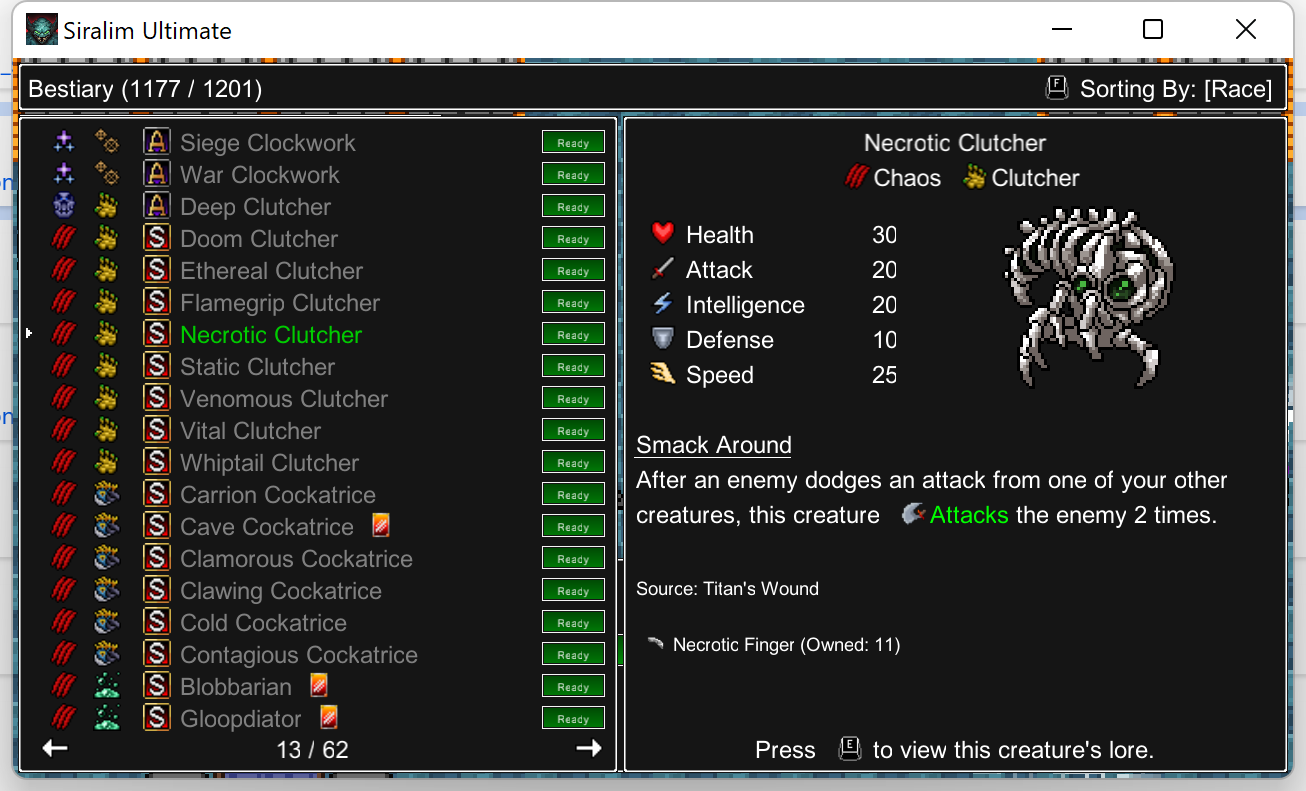 Siralim Ultimate
Bestiary (1177 / 1201)
F Sorting By: [Race]
A Siege Clockwork Ready
A War Clockwork Ready
A Deep Clutcher Ready
S Doom Clutcher Ready
S Ethereal Clutcher Ready
S Flamegrip Clutcher Ready
S Necrotic Clutcher Ready
S Static Clutcher Ready
S Venomous Clutcher Ready
S Vital Clutcher Ready
S Whiptail Clutcher Ready
S Carrion Cockatrice Ready
S Cave Cockatrice Ready
S Clamorous Cockatrice Ready
S Clawing Cockatrice Ready
S Cold Cockatrice Ready
S Contagious Cockatrice Ready
S Blobbarian Ready
S Gloopdiator Ready
13 / 62
Necrotic Clutcher
Chaos Clutcher
Health 30
Attack 20
Intelligence 20
Defense 10
Speed 25
Smack Around
After an enemy dodges an attack from one of your other
creatures, this creature Attacks the enemy 2 times.
Source: Titan's Wound
Necrotic Finger (Owned: 11)
Press E to view this creature's lore.